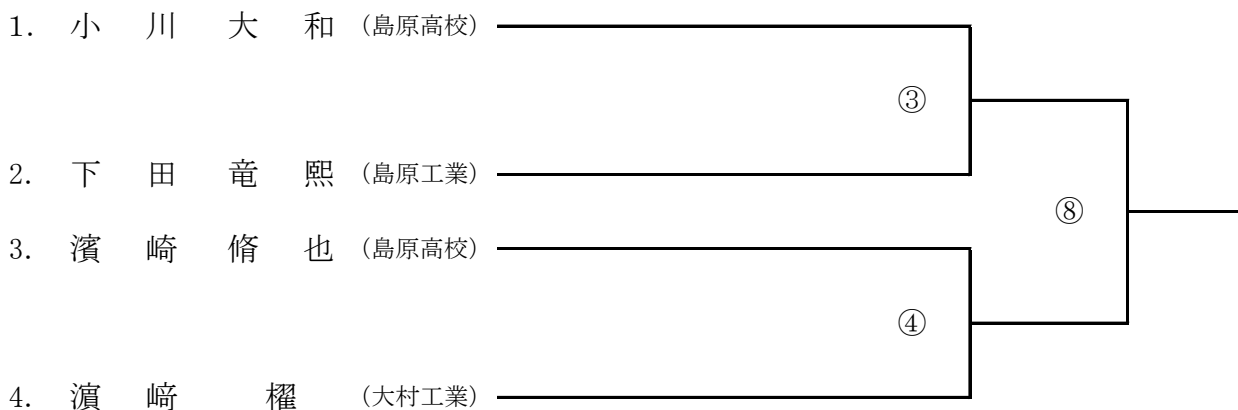 1. 小川大和 (島原高校)
③
2. 下田竜熙 (島原工業)
⑧
3. 濱崎脩也 (島原高校)
④
4. 濵﨑櫂 (大村工業)